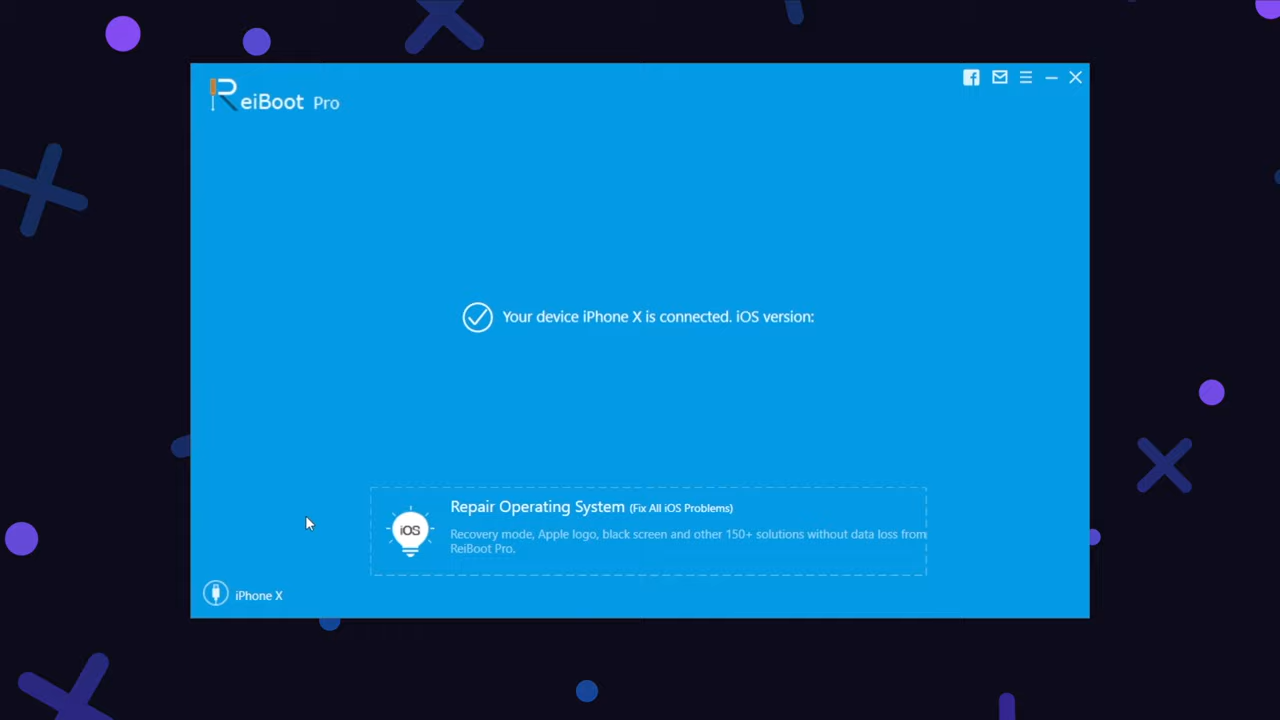 ReiBoot Pro
Your device iPhone X is connected. iOS version:
Repair Operating System (Fix All iOS Problems)
iOS
Recovery mode, Apple logo, black screen and other 150+ solutions without data loss from
ReiBoot Pro.
iPhone X